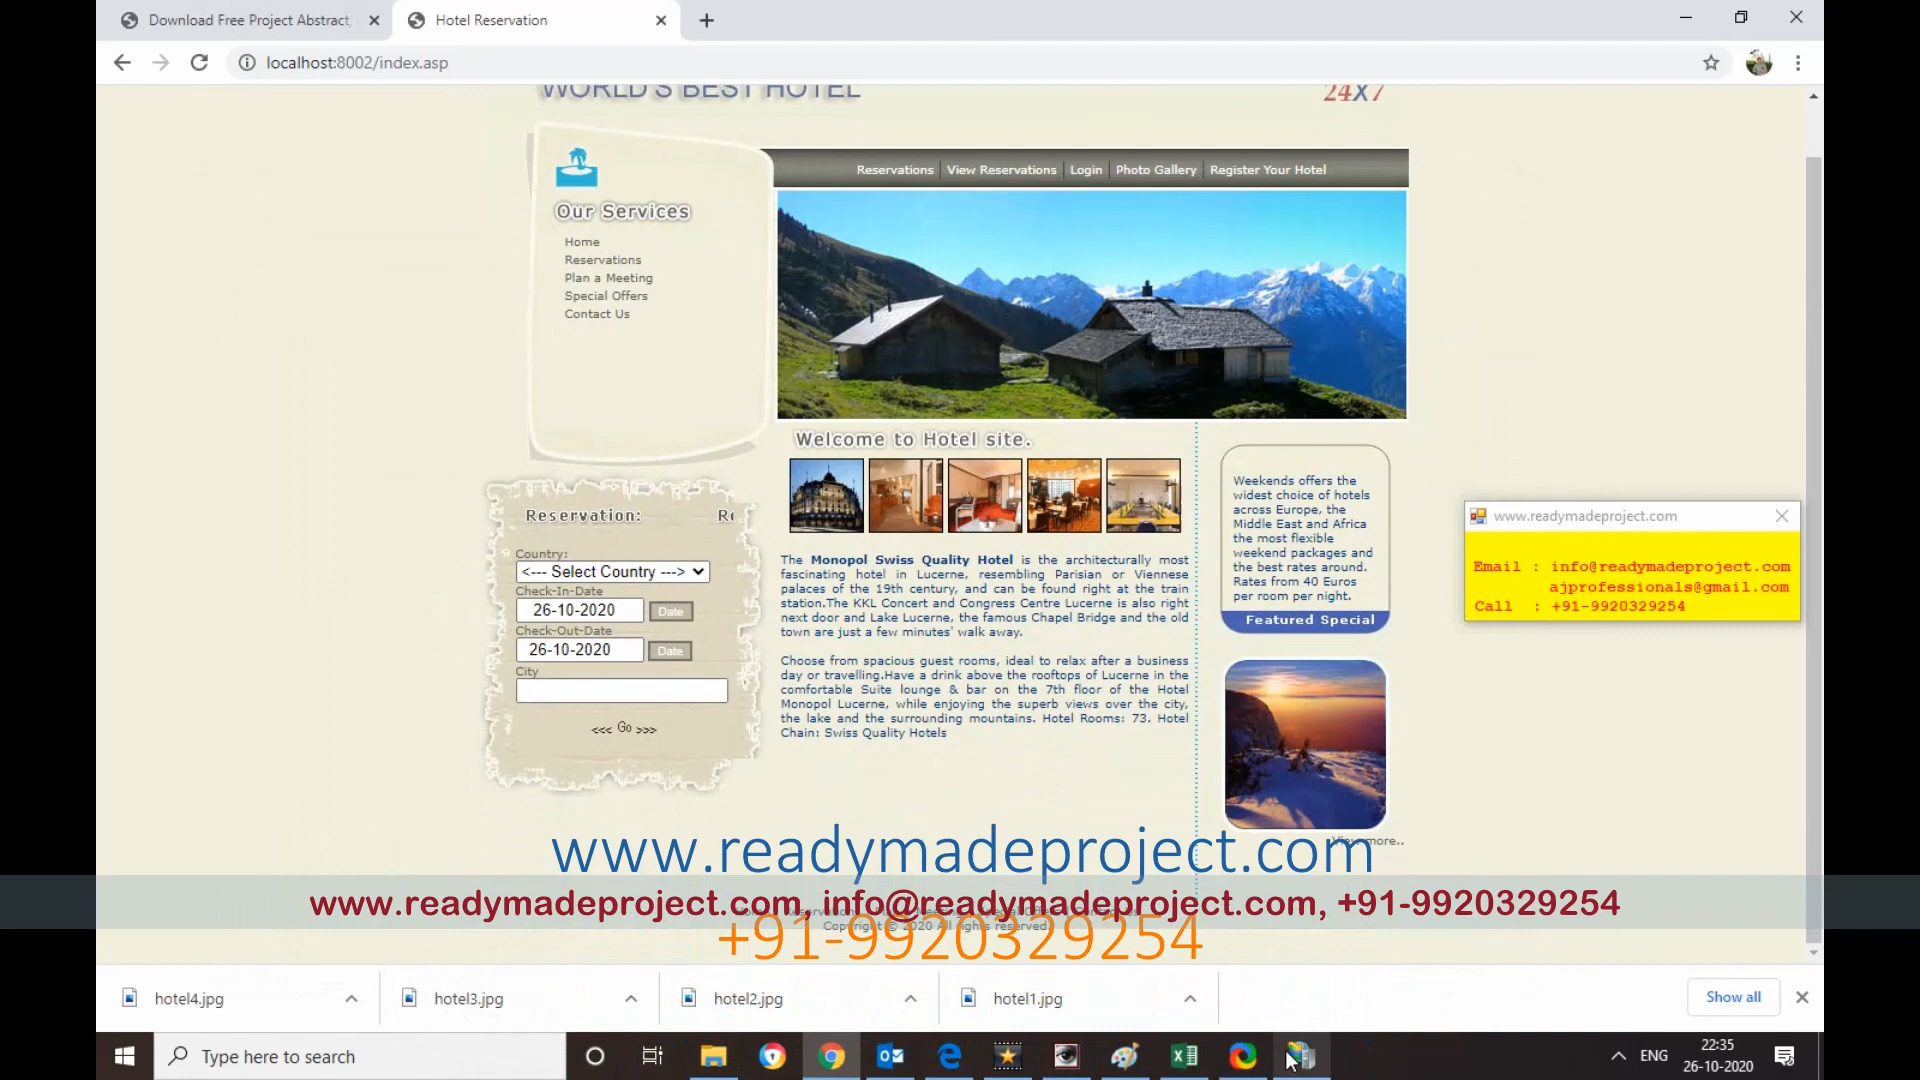 Download Free Project Abstract,
Hotel Reservation
localhost:8002/index.asp
WORLD'S BEST HOTEL
24X7
Reservations
View Reservations
Login
Photo Gallery
Register Your Hotel
Our Services
Home
Reservations
Plan a Meeting
Special Offers
Contact Us
Welcome to Hotel site.
Reservation:
Re
Country:
<--- Select Country --->
Check-In-Date
26-10-2020
Date
Check-Out-Date
26-10-2020
Date
City
<<< Go >>>
The Monopol Swiss Quality Hotel is the architecturally most
fascinating hotel in Lucerne, resembling Parisian or Viennese
palaces of the 19th century, and can be found right at the train
station.The KKL Concert and Congress Centre Lucerne is also right
next door and Lake Lucerne, the famous Chapel Bridge and the old
town are just a few minutes' walk away.
Choose from spacious guest rooms, ideal to relax after a business
day or travelling.Have a drink above the rooftops of Lucerne in the
comfortable Suite lounge & bar on the 7th floor of the Hotel
Monopol Lucerne, while enjoying the superb views over the city,
the lake and the surrounding mountains. Hotel Rooms: 73. Hotel
Chain: Swiss Quality Hotels
Weekends offers the
widest choice of hotels
across Europe, the
Middle East and Africa
the most flexible
weekend packages and
the best rates around.
Rates from 40 Euros
per room per night.
Featured Special
View more..
www.readymadeproject.com
Email : info@readymadeproject.com
ajprofessionals@gmail.com
Call : +91-9920329254
www.readymadeproject.com
www.readymadeproject.com, info@readymadeproject.com, +91-9920329254
Copyright © 2020 All rights reserved.
+91-9920329254
hotel4.jpg
hotel3.jpg
hotel2.jpg
hotel1.jpg
Show all
Type here to search
ENG
22:35
26-10-2020